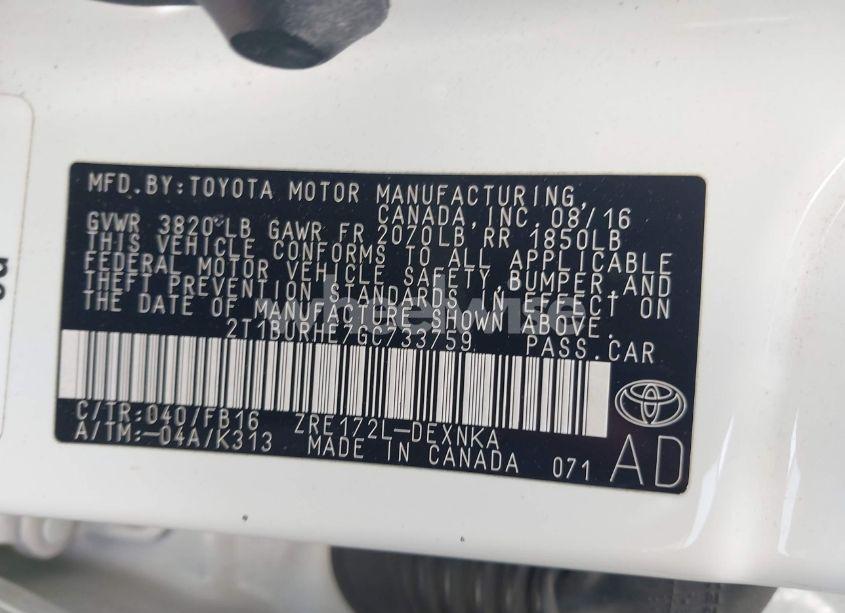 MFD.BY:TOYOTA MOTOR MANUFACTURING,
CANADA,INC. 08/16
GVWR 3820LB GAWR FR 2070LB RR 1850LB
THIS VEHICLE CONFORMS TO ALL APPLICABLE
FEDERAL MOTOR VEHICLE SAFETY,BUMPER,AND
THEFT PREVENTION STANDARDS IN EFFECT ON
THE DATE OF MANUFACTURE SHOWN ABOVE.
2T1BURHE7GC733759 PASS.CAR
C/TR:040/FB16 ZRE172L-DEXNKA
A/TM:-04A/K313 MADE IN CANADA 071 AD